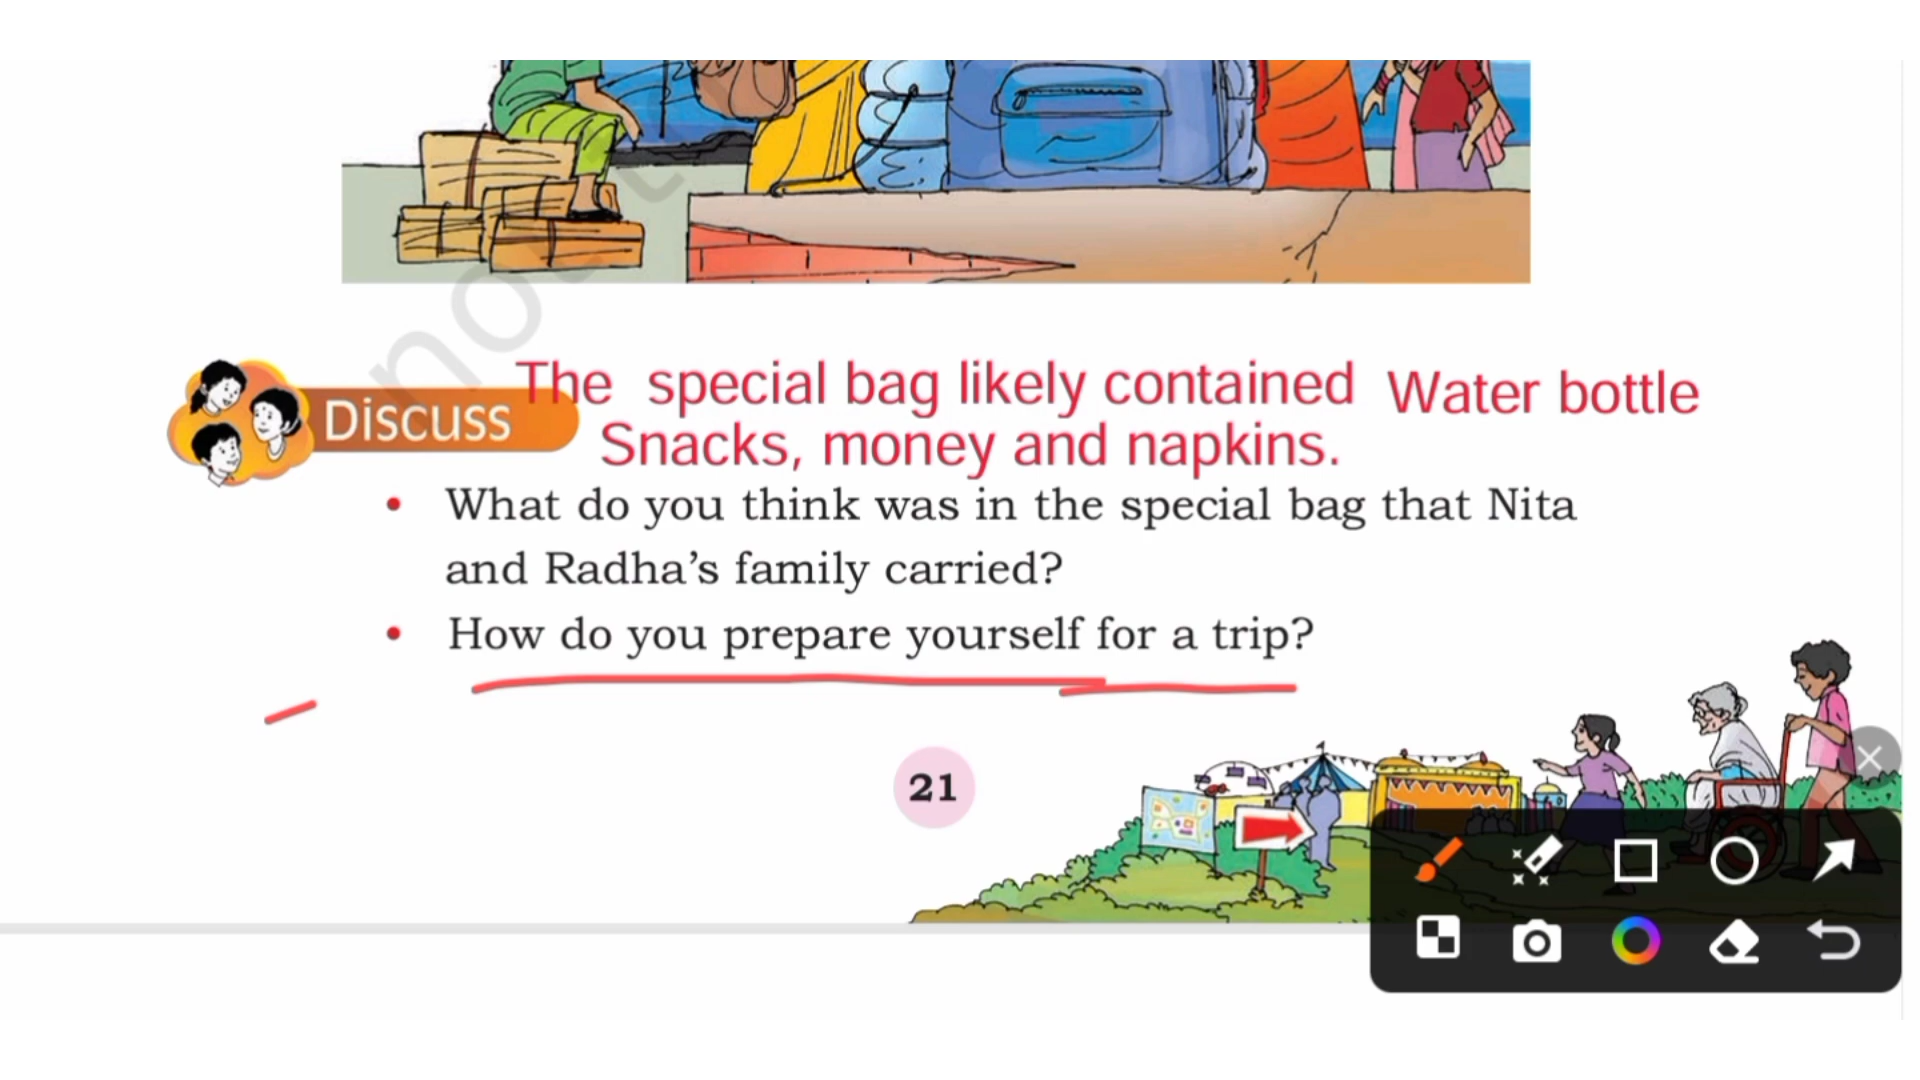 not t
The special bag likely contained Water bottle
Discuss
Snacks, money and napkins.
• What do you think was in the special bag that Nita
and Radha’s family carried?
• How do you prepare yourself for a trip?
21